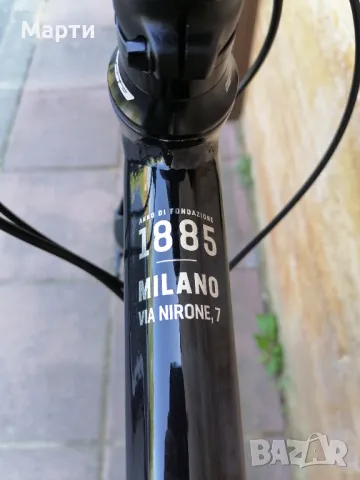 Марти
ANNO DI FONDAZIONE
1885
MILANO
VIA NIRONE, 7
BAZAR